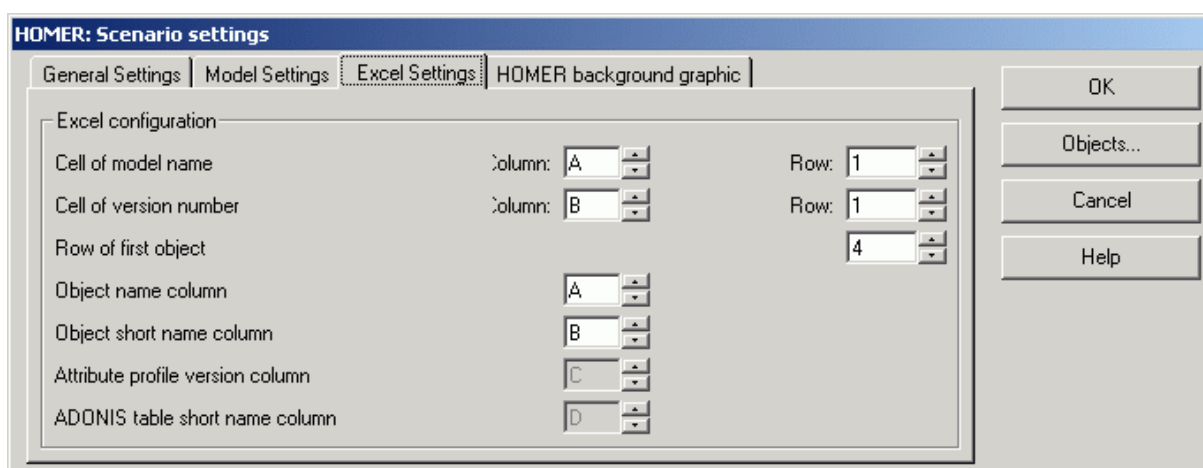 HOMER: Scenario settings
General Settings Model Settings Excel Settings HOMER background graphic
OK
Objects...
Cancel
Help
Excel configuration
Cell of model name Column: A Row: 1
Cell of version number Column: B Row: 1
Row of first object 4
Object name column A
Object short name column B
Attribute profile version column C
ADONIS table short name column D